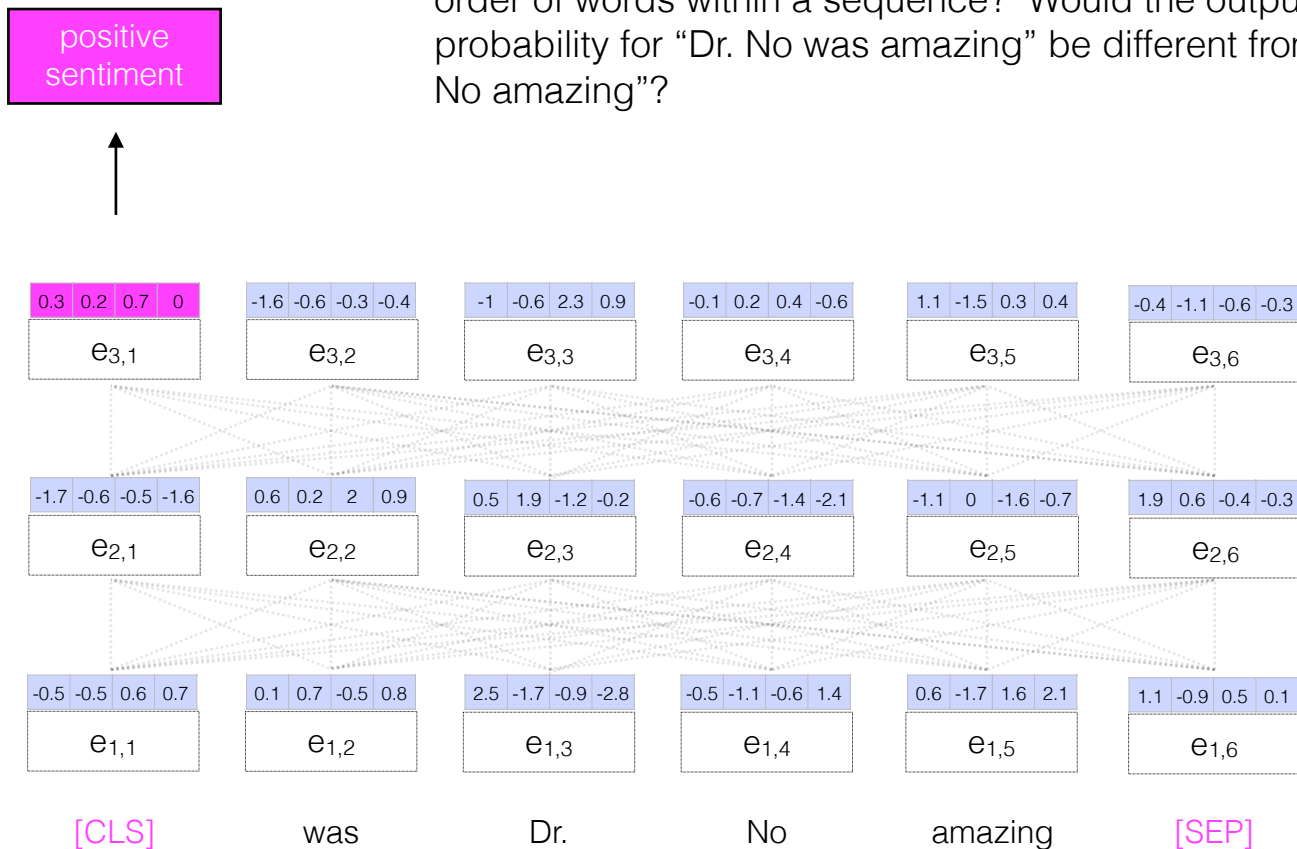 order of words within a sequence? Would the output
probability for “Dr. No was amazing” be different from
No amazing”?
positive
sentiment
0.3 0.2 0.7 0 -1.6 -0.6 -0.3 -0.4 -1 -0.6 2.3 0.9 -0.1 0.2 0.4 -0.6 1.1 -1.5 0.3 0.4 -0.4 -1.1 -0.6 -0.3
e3,1 e3,2 e3,3 e3,4 e3,5 e3,6
-1.7 -0.6 -0.5 -1.6 0.6 0.2 2 0.9 0.5 1.9 -1.2 -0.2 -0.6 -0.7 -1.4 -2.1 -1.1 0 -1.6 -0.7 1.9 0.6 -0.4 -0.3
e2,1 e2,2 e2,3 e2,4 e2,5 e2,6
-0.5 -0.5 0.6 0.7 0.1 0.7 -0.5 0.8 2.5 -1.7 -0.9 -2.8 -0.5 -1.1 -0.6 1.4 0.6 -1.7 1.6 2.1 1.1 -0.9 0.5 0.1
e1,1 e1,2 e1,3 e1,4 e1,5 e1,6
[CLS] was Dr. No amazing [SEP]